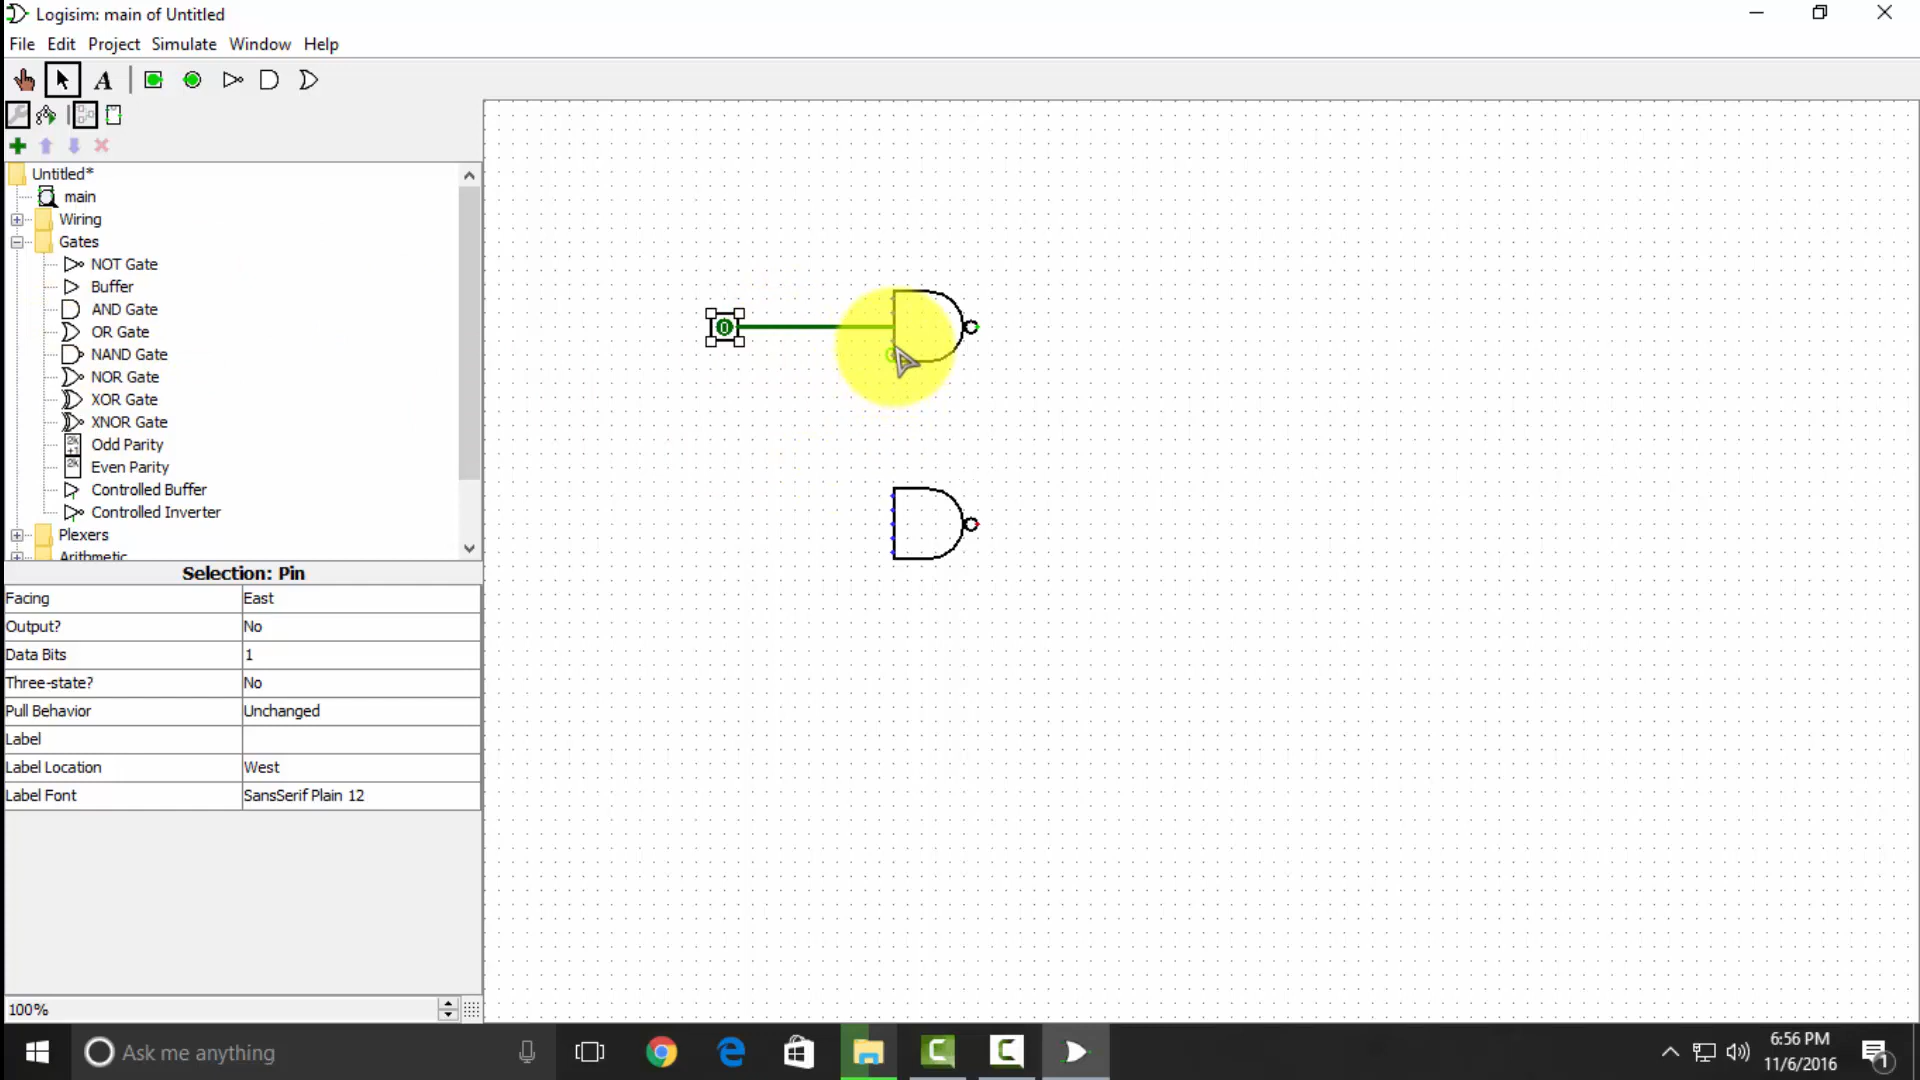 Logisim: main of Untitled
File Edit Project Simulate Window Help
A
Untitled*
main
Wiring
Gates
NOT Gate
Buffer
AND Gate
OR Gate
NAND Gate
NOR Gate
XOR Gate
XNOR Gate
Odd Parity
Even Parity
Controlled Buffer
Controlled Inverter
Plexers
Arithmetic
Selection: Pin
Facing East
Output? No
Data Bits 1
Three-state? No
Pull Behavior Unchanged
Label
Label Location West
Label Font SansSerif Plain 12
100%
0
Ask me anything
6:56 PM
11/6/2016
1